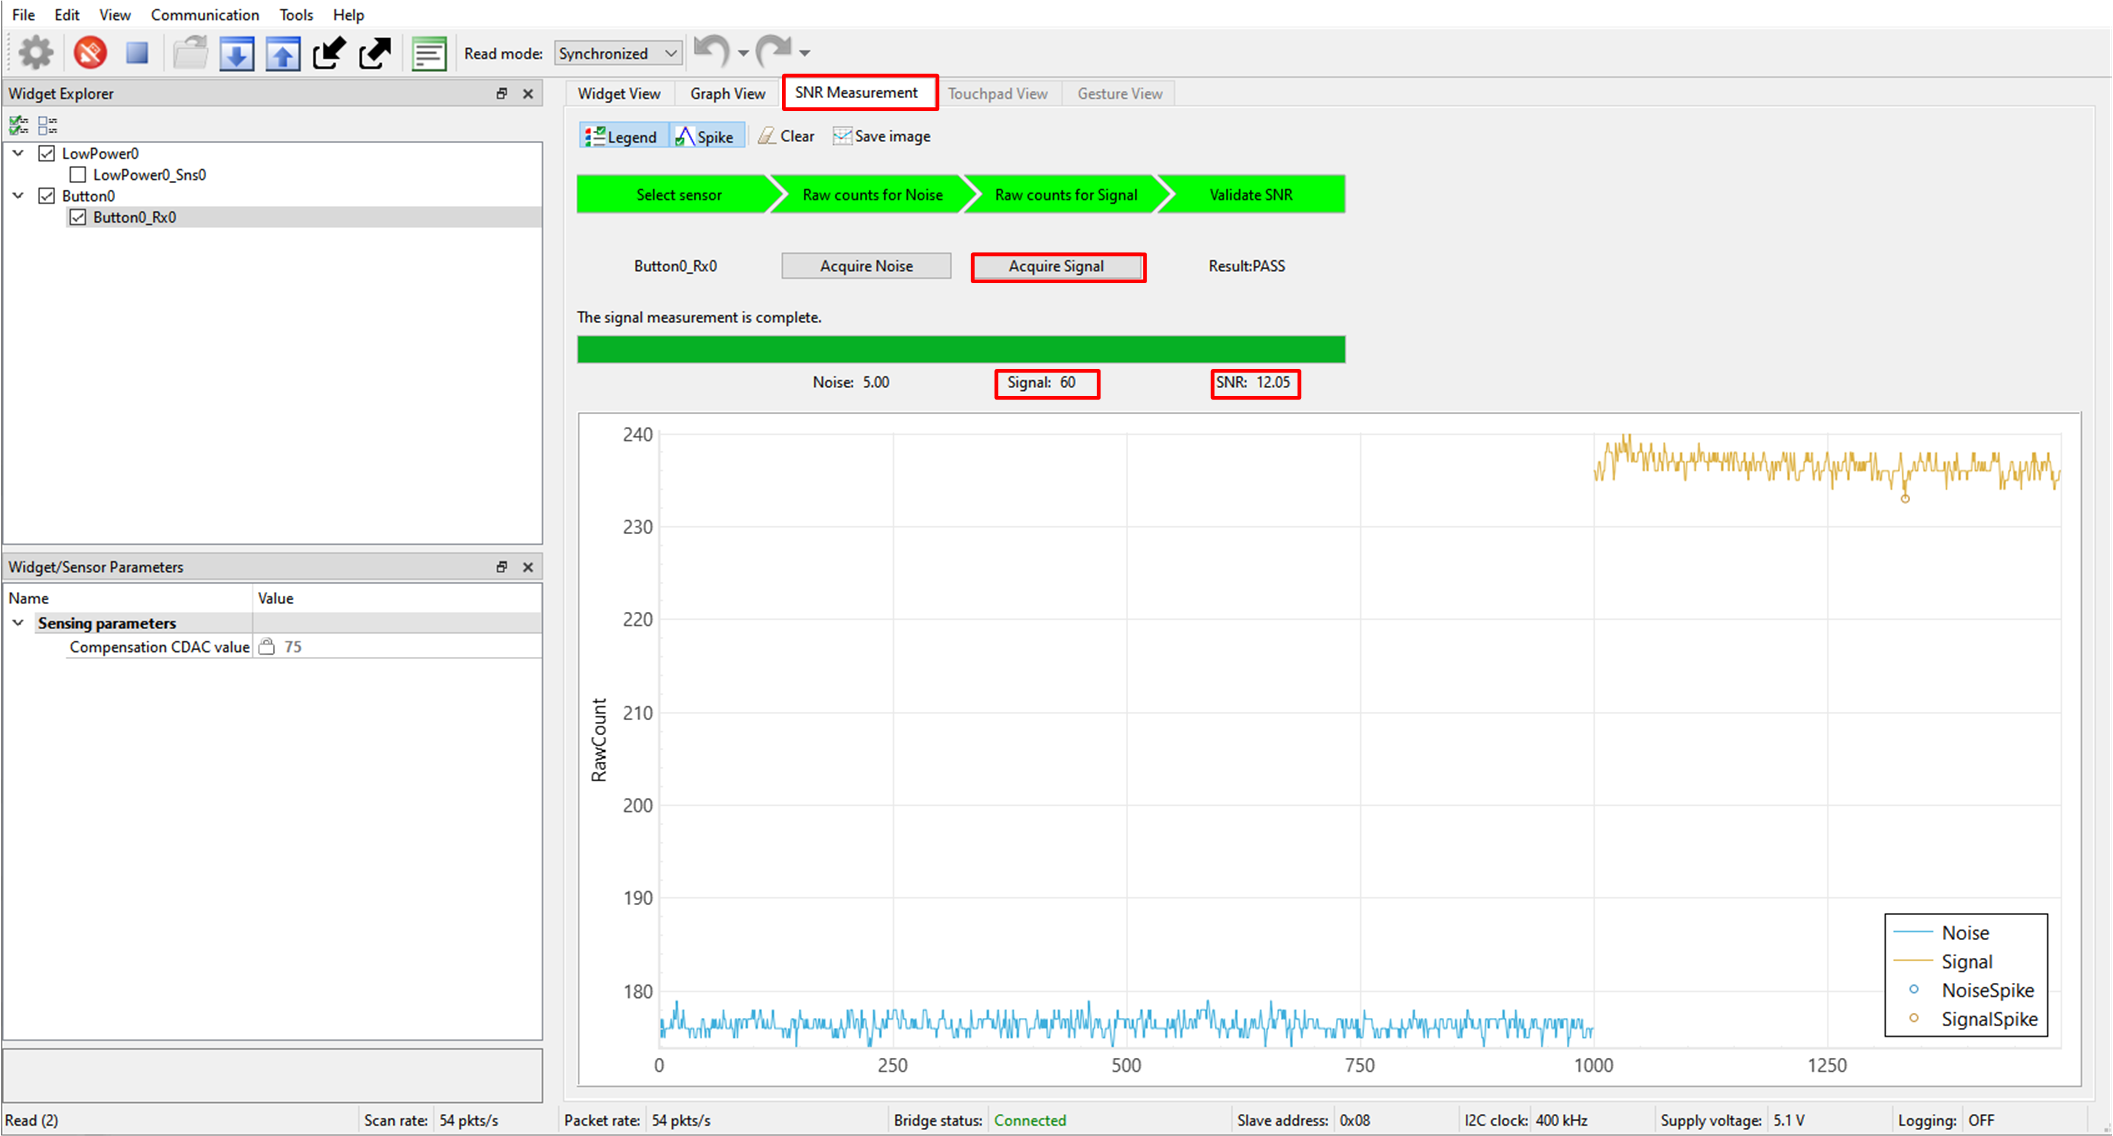 File Edit View Communication Tools Help
Read mode: Synchronized
Widget Explorer
LowPower0
LowPower0_Sns0
Button0
Button0_Rx0
Widget/Sensor Parameters
Name Value
Sensing parameters
Compensation CDAC value 75
Widget View Graph View SNR Measurement Touchpad View Gesture View
Legend Spike Clear Save image
Select sensor Raw counts for Noise Raw counts for Signal Validate SNR
Button0_Rx0 Acquire Noise Acquire Signal Result:PASS
The signal measurement is complete.
Noise: 5.00 Signal: 60 SNR: 12.05
240
230
220
210
200
190
180
RawCount
0 250 500 750 1000 1250
Noise
Signal
NoiseSpike
SignalSpike
Read (2) Scan rate: 54 pkts/s Packet rate: 54 pkts/s Bridge status: Connected Slave address: 0x08 I2C clock: 400 kHz Supply voltage: 5.1 V Logging: OFF